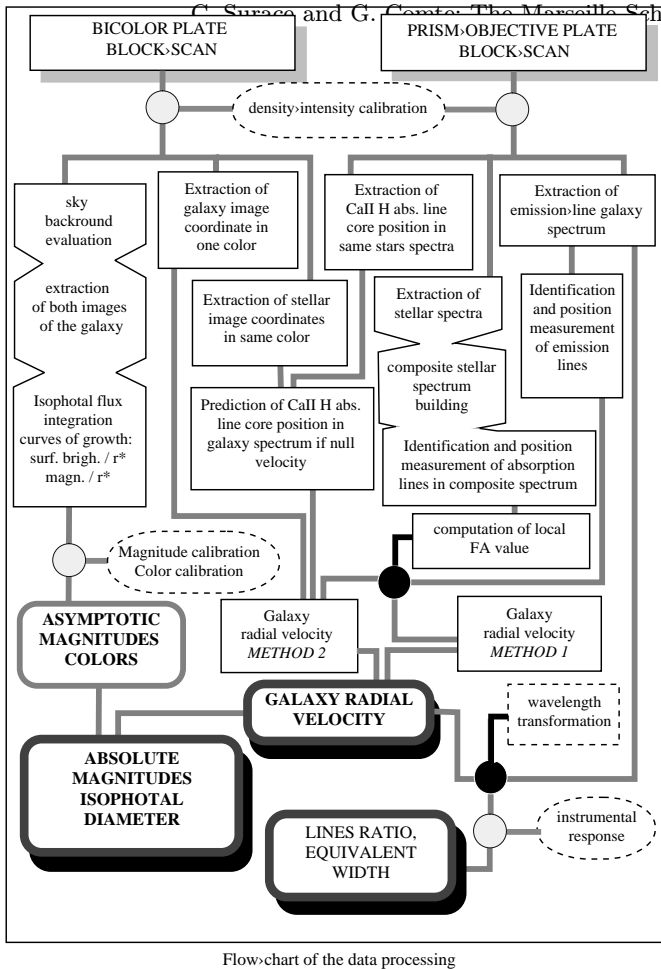 C. Surace and G. Comte: The Marseille Sch
BICOLOR PLATE
BLOCK›SCAN
PRISM›OBJECTIVE PLATE
BLOCK›SCAN
density›intensity calibration
sky
backround
evaluation
extraction
of both images
of the galaxy
Isophotal flux
integration
curves of growth:
surf. brigh. / r*
magn. / r*
Extraction of
galaxy image
coordinate in
one color
Extraction of stellar
image coordinates
in same color
Extraction of
CaII H abs. line
core position in
same stars spectra
Prediction of CaII H abs.
line core position in
galaxy spectrum if null
velocity
Extraction of
stellar spectra
composite stellar
spectrum
building
Identification and position
measurement of absorption
lines in composite spectrum
Extraction of
emission›line galaxy
spectrum
Identification
and position
measurement
of emission
lines
computation of local
FA value
Magnitude calibration
Color calibration
ASYMPTOTIC
MAGNITUDES
COLORS
Galaxy
radial velocity
METHOD 2
Galaxy
radial velocity
METHOD 1
GALAXY RADIAL
VELOCITY
wavelength
transformation
ABSOLUTE
MAGNITUDES
ISOPHOTAL
DIAMETER
LINES RATIO,
EQUIVALENT
WIDTH
instrumental
response
Flow›chart of the data processing